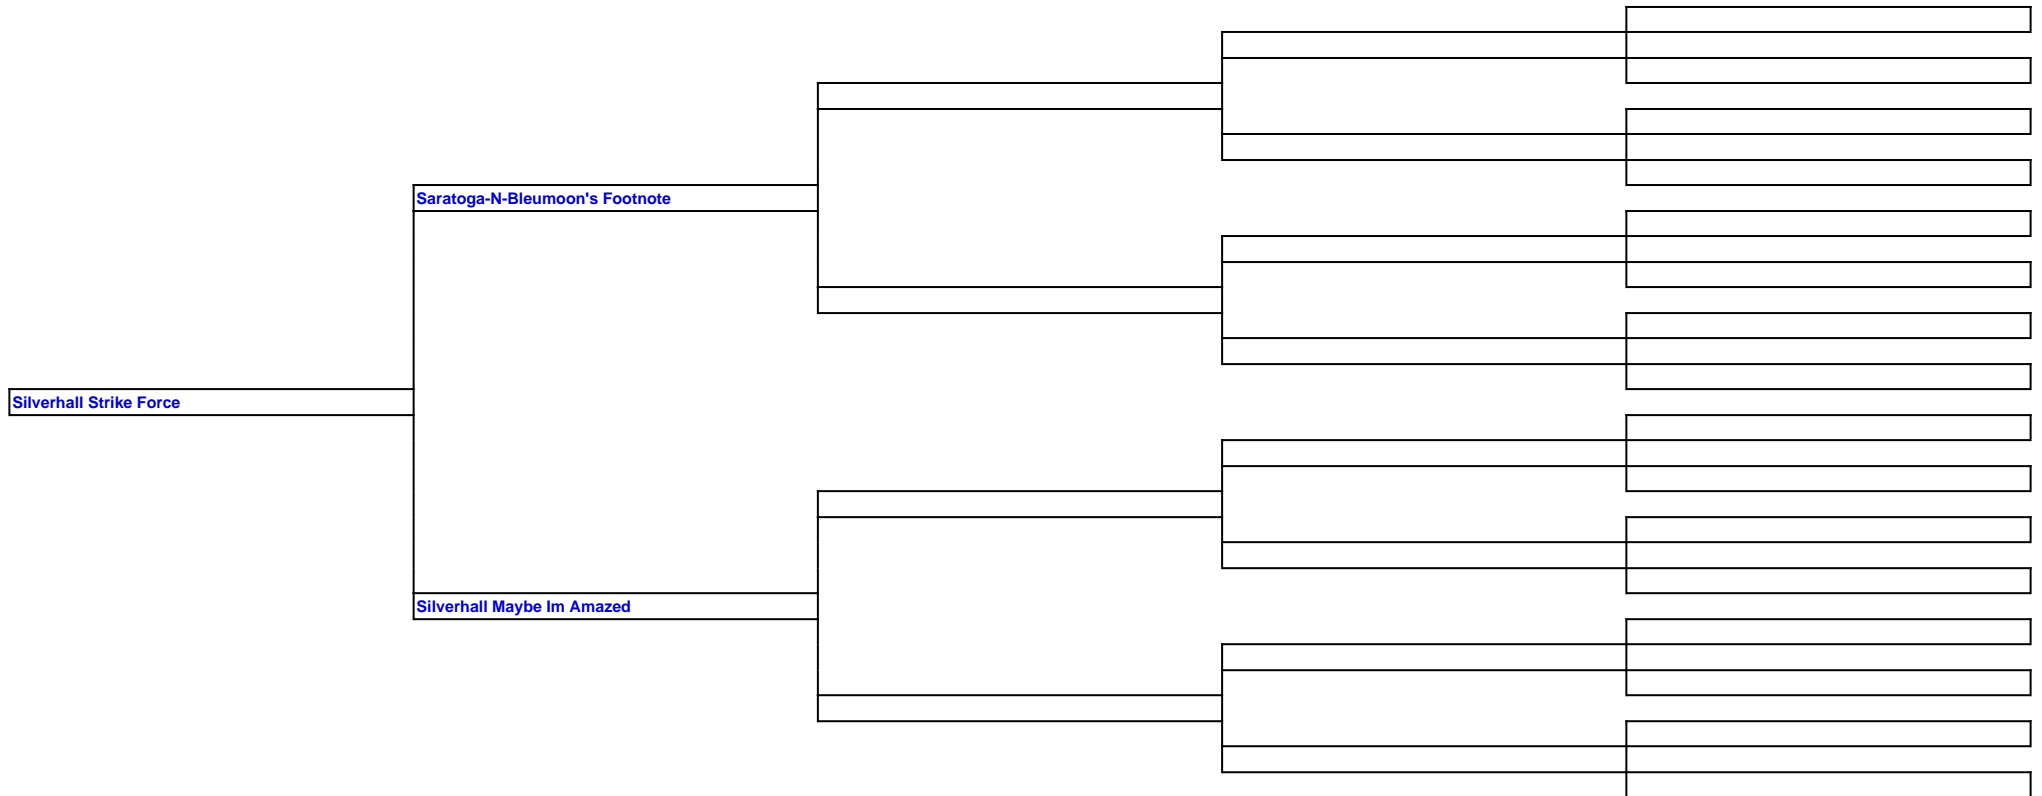 Saratoga-N-Bleumoon's Footnote
Silverhall Strike Force
Silverhall Maybe Im Amazed